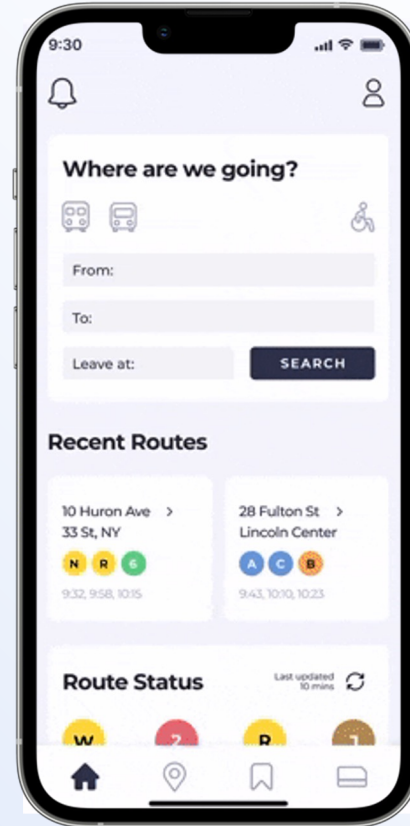 9:30
Where are we going?
From:
To:
Leave at:
SEARCH
Recent Routes
10 Huron Ave >
33 St, NY
N R 6
9:32, 9:58, 10:15
28 Fulton St >
Lincoln Center
A C B
9:43, 10:10, 10:23
Route Status
Last updated
10 mins
W 2 R J